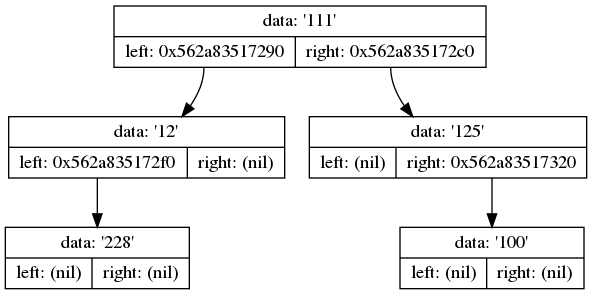 data: '111'
left: 0x562a83517290 right: 0x562a835172c0
data: '12'
left: 0x562a835172f0 right: (nil)
data: '125'
left: (nil) right: 0x562a83517320
data: '228'
left: (nil) right: (nil)
data: '100'
left: (nil) right: (nil)